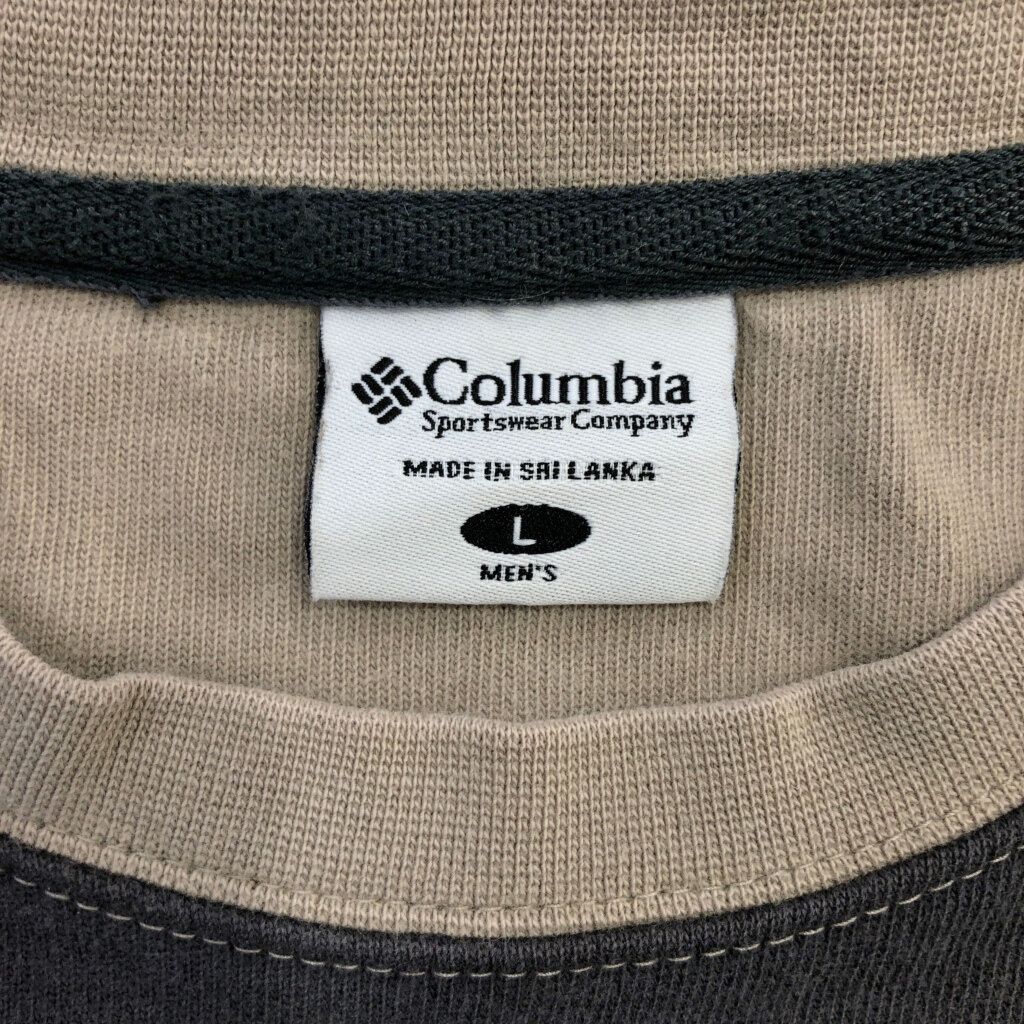 Columbia
Sportswear Company
MADE IN SRI LANKA
L
MEN'S